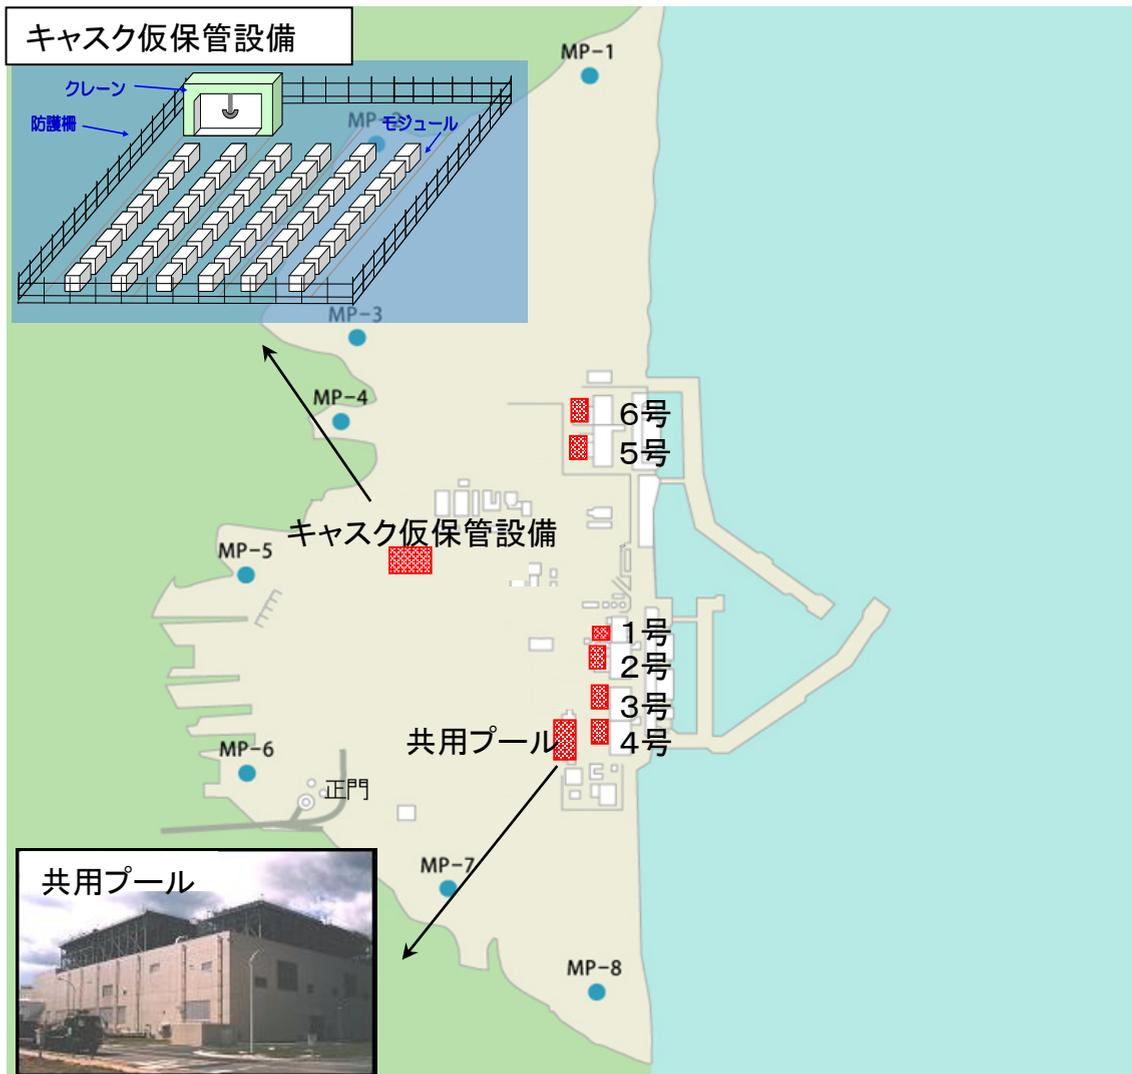 キャスク仮保管設備
クレーン
防護柵
モジュール
MP-1
MP-2
MP-3
MP-4
6号
5号
キャスク仮保管設備
MP-5
1号
2号
3号
共用プール
4号
MP-6
正門
MP-7
共用プール
MP-8